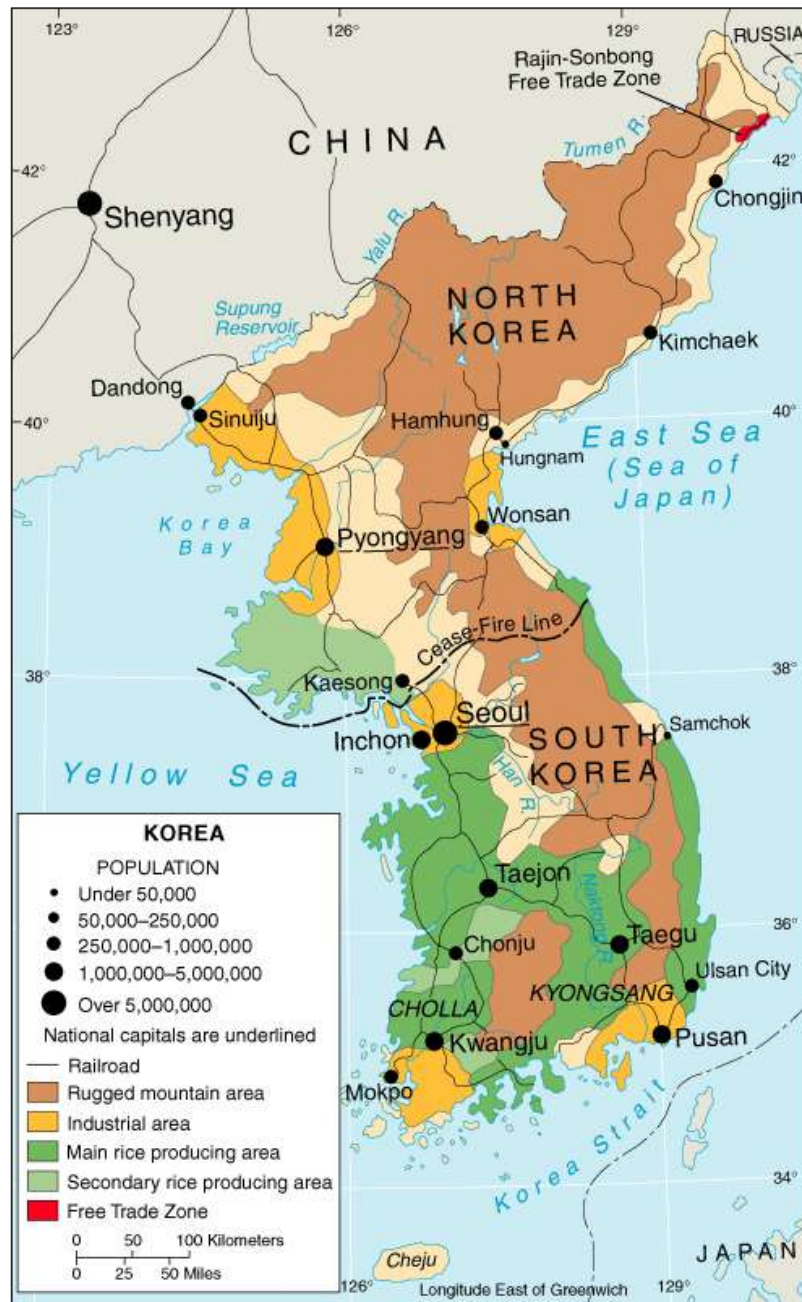 123°
126°
129°
RUSSIA
Rajin-Sonbong
Free Trade Zone
CHINA
Tumen R.
42°
42°
Chongjin
Shenyang
Yalu R.
NORTH
KOREA
Supung
Reservoir
Kimchaek
Dandong
Sinuiju
40°
40°
Hamhung
Hungnam
East Sea
(Sea of
Japan)
Korea
Bay
Wonsan
Pyongyang
Cease-Fire Line
38°
38°
Kaesong
Seoul
Inchon
Samchok
SOUTH
KOREA
Yellow Sea
Han R.
Taejon
Naktong R.
36°
Taegu
Chonju
Ulsan City
CHOLLA
KYONGSANG
Kwangju
Pusan
Mokpo
Korea Strait
34°
Cheju
JAPAN
126°
Longitude East of Greenwich
129°
KOREA
POPULATION
Under 50,000
50,000–250,000
250,000–1,000,000
1,000,000–5,000,000
Over 5,000,000
National capitals are underlined
Railroad
Rugged mountain area
Industrial area
Main rice producing area
Secondary rice producing area
Free Trade Zone
0 50 100 Kilometers
0 25 50 Miles